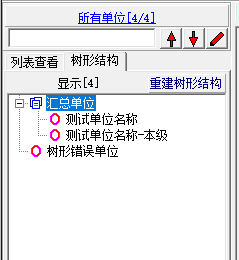 所有单位[4/4]
列表查看 树形结构
显示[4] 重建树形结构
汇总单位
测试单位名称
测试单位名称-本级
树形错误单位